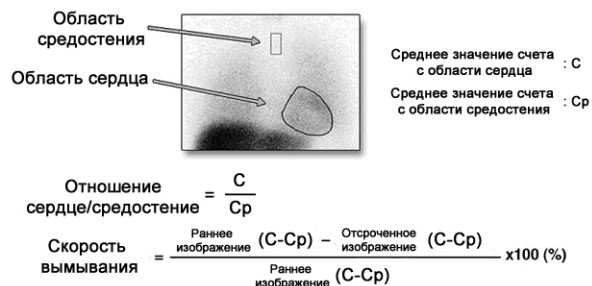 Область
средостения
Область сердца
Среднее значение счета
с области сердца : С
Среднее значение счета
с области средостения : Ср
Отношение
сердце/средостение = С
Ср
Скорость
вымывания = Раннее
изображение (С-Ср) – Отсроченное
изображение (С-Ср)
Раннее
изображение (С-Ср)
x100 (%)